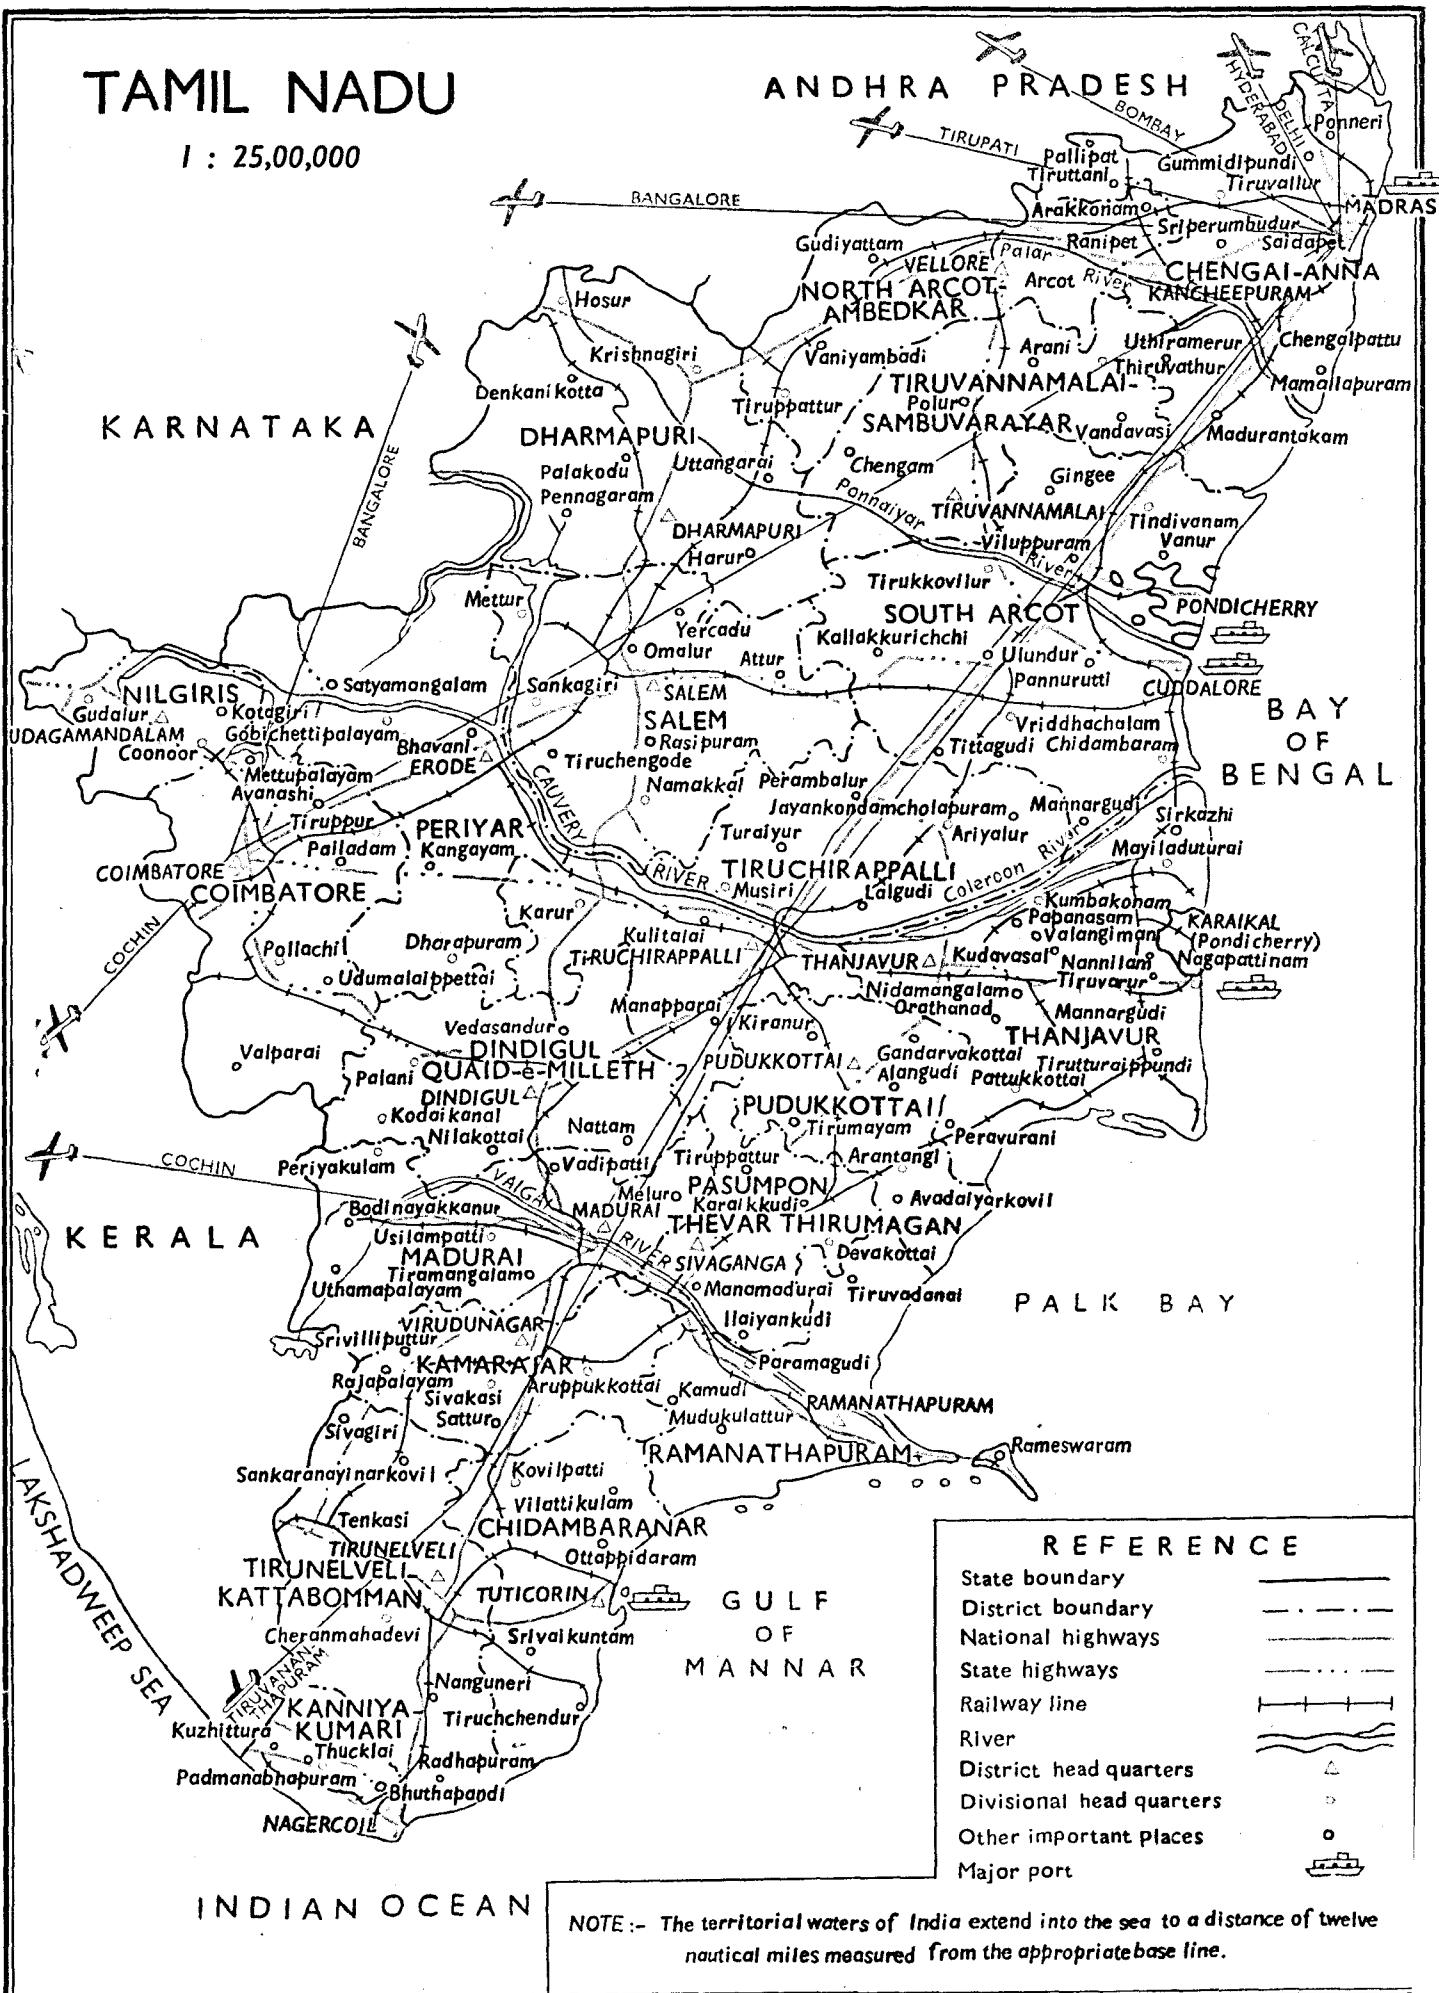 TAMIL NADU
1 : 25,00,000
ANDHRA PRADESH
CALCUTTA
HYDERABAD
DELHI
BOMBAY
TIRUPATI
BANGALORE
Ponneri
Pallipat
Gummidipundi
Tiruttani
Tiruvallur
MADRAS
Arakkonam
Sriperumbudur
Saidapet
Gudiyattam
Ranipet
VELLORE
Palar
River
Arcot
CHENGAI-ANNA
KANCHEEPURAM
NORTH ARCOT-
AMBEDKAR
Hosur
Krishnagiri
Vaniyambadi
Arani
Uthiramerur
Chengalpattu
Thiruvathur
Denkanikotta
Tiruppattur
TIRUVANNAMALAI-
SAMBUVARAYAR
Polur
Mamallapuram
KARNATAKA
BANGALORE
DHARMAPURI
Vandavasi
Madurantakam
Palakodu
Uttangarai
Chengam
Gingee
Pennagaram
Ponnaiyar
River
TIRUVANNAMALAI
Tindivanam
DHARMAPURI
Viluppuram
Vanur
Harur
Tirukkovilur
Mettur
SOUTH ARCOT
PONDICHERRY
Yercadu
Kallakkurichchi
Omalur
Attur
Ulundur
Pannurutti
CUDDALORE
NILGIRIS
Satyamangalam
Sankagiri
SALEM
Gudalur
Kotagiri
SALEM
Vriddhachalam
BAY
OF
BENGAL
UDAGAMANDALAM
Gobichettipalayam
Bhavani
Rasipuram
Tittagudi
Chidambaram
Coonoor
ERODE
Tiruchengode
Mettupalayam
Avanashi
CAUVERY
RIVER
Namakkal
Perambalur
Jayankondamcholapuram
Mannargudi
Tiruppur
PERIYAR
Turaiyur
Ariyalur
Sirkazhi
Palladam
Kangayam
Mayiladuturai
COIMBATORE
COIMBATORE
TIRUCHIRAPPALLI
Musiri
Lalgudi
Coleroon River
Kumbakonam
COCHIN
Karur
Papanasam
KARAIKAL
(Pondicherry)
Pollachi
Dharapuram
Kulitalai
Valangiman
TIRUCHIRAPPALLI
THANJAVUR
Kudavasal
Nannilam
Nagapattinam
Udumalaippettai
Tiruvarur
Nidamangalam
Manapparai
Orathanad
Mannargudi
Vedasandur
Kiranur
THANJAVUR
Valparai
DINDIGUL
QUAID-e-MILLETH
PUDUKKOTTAI
Gandarvakottai
Tirutturaippundi
Palani
Alangudi
Pattukkottai
DINDIGUL
Kodaikanal
PUDUKKOTTAI
Nilakottai
Nattam
Tirumayam
Peravurani
COCHIN
Periyakulam
Vadipatti
Tiruppattur
Arantangi
VAIGAI
RIVER
Melur
PASUMPON
THEVAR THIRUMAGAN
Avadaiyarkovil
Bodinayakkanur
MADURAI
Karaikkudi
KERALA
Usilampatti
MADURAI
SIVAGANGA
Devakottai
Tiramangalam
Uthamapalayam
Manamadurai
Tiruvadanai
PALK BAY
VIRUDUNAGAR
Ilaiyankudi
Srivilliputtur
KAMARAJAR
Paramagudi
Rajapalayam
Sivakasi
Aruppukkottai
Kamudi
RAMANATHAPURAM
Sattur
Mudukulattur
Sivagiri
RAMANATHAPURAM
Rameswaram
Sankaranayinarkovil
Kovilpatti
Vilattikulam
Tenkasi
CHIDAMBARANAR
TIRUNELVELI
Ottappidaram
TIRUNELVELI-
KATTABOMMAN
TUTICORIN
GULF
OF
MANNAR
LAKSHADWEEP SEA
Cheranmahadevi
Srivaikuntam
TIRUVANAN-
THAPURAM
Nanguneri
KANNIYA-
KUMARI
Tiruchchendur
Kuzhittura
Thucklai
Radhapuram
Padmanabhapuram
Bhuthapandi
NAGERCOIL
INDIAN OCEAN
REFERENCE
State boundary
District boundary
National highways
State highways
Railway line
River
District head quarters
Divisional head quarters
Other important places
Major port
NOTE :- The territorial waters of India extend into the sea to a distance of twelve
nautical miles measured from the appropriate base line.